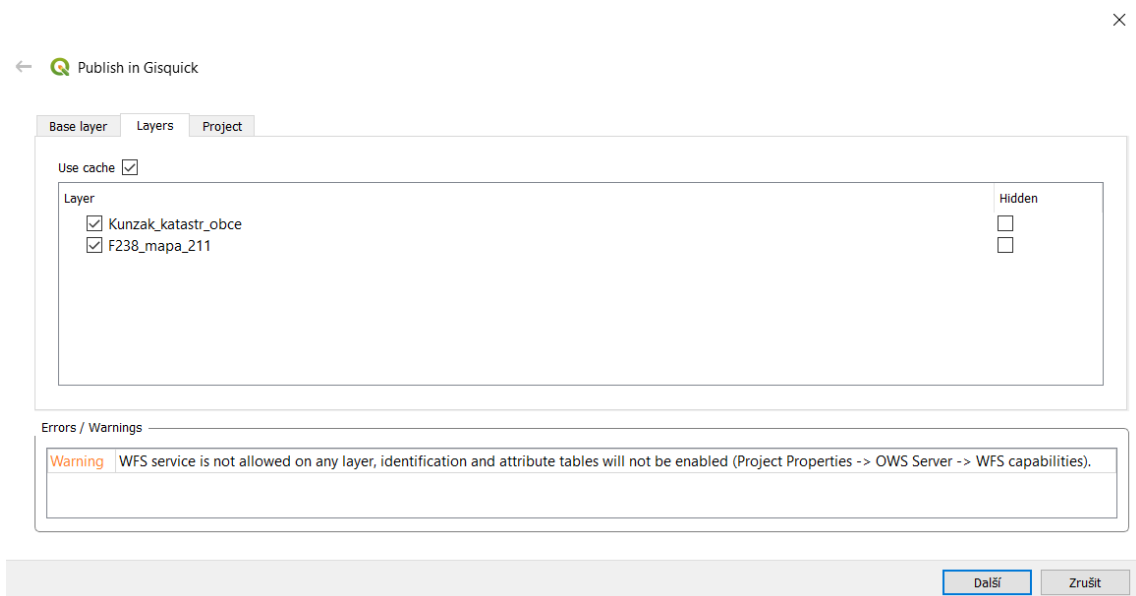 Publish in Gisquick
Base layer Layers Project
Use cache
Layer Hidden
Kunzak_katastr_obce
F238_mapa_211
Errors / Warnings
Warning WFS service is not allowed on any layer, identification and attribute tables will not be enabled (Project Properties -> OWS Server -> WFS capabilities).
Další Zrušit